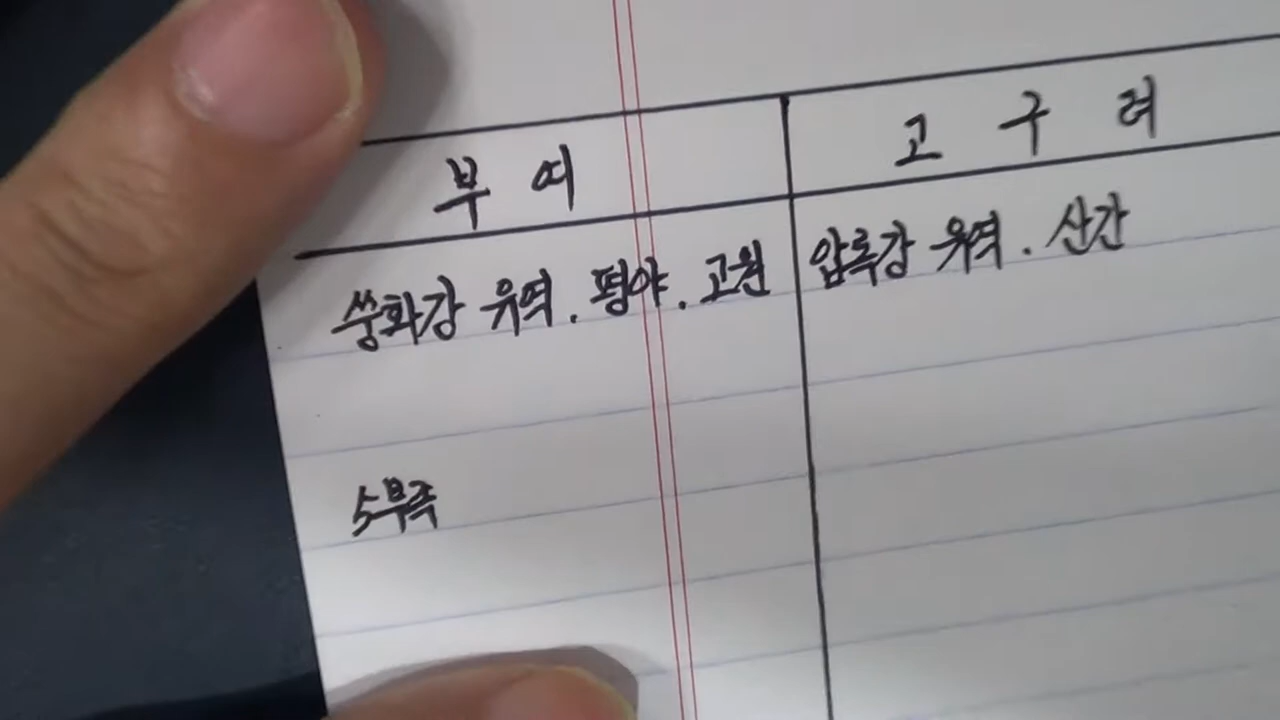 부 여
고 구 려
쑹화강 유역. 평야. 고원
압록강 유역. 산간
5부족